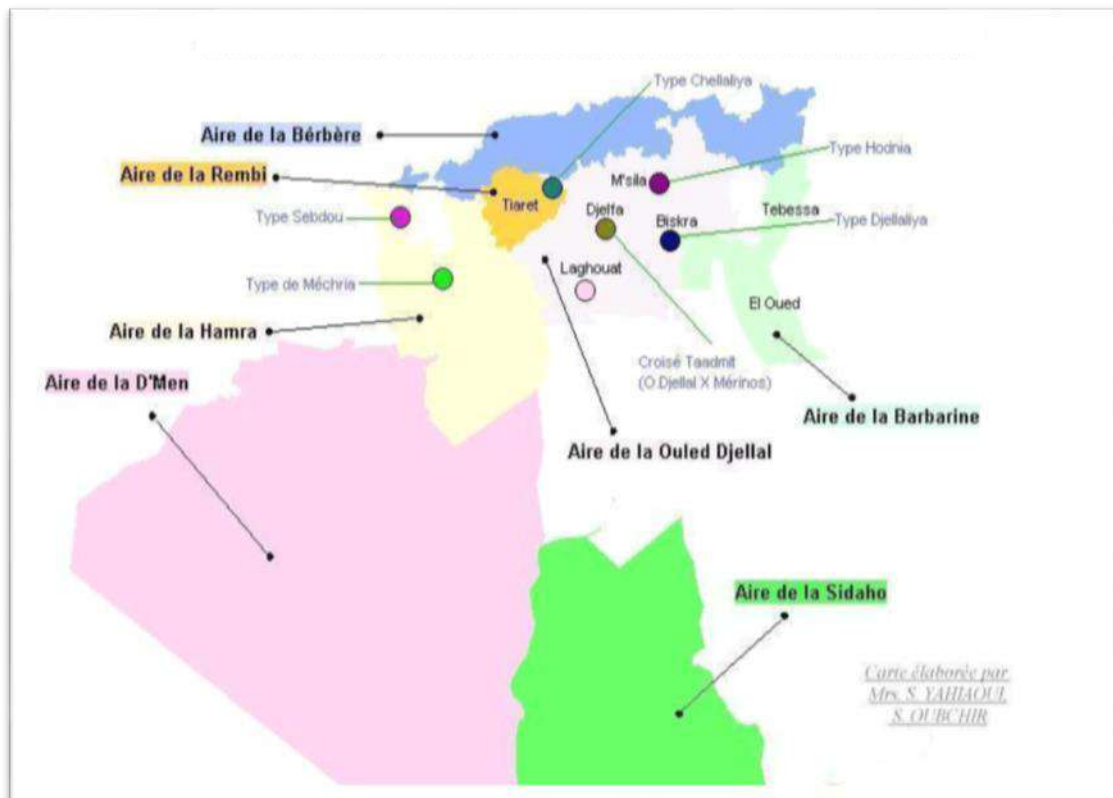 Type Chellaliya
Aire de la Bérbère
Type Hodnia
Aire de la Rembi
M'sila
Tiaret
Djelfa
Biskra
Tebessa
Type Sebdou
Type Djellaliya
Laghouat
Type de Méchria
El Oued
Aire de la Hamra
Croisé Taadmit
(O Djellal X Mérinos)
Aire de la D'Men
Aire de la Barbarine
Aire de la Ouled Djellal
Aire de la Sidaho
Carte élaborée par
Mrs. S. YAHIAOUI,
S. OUBCHIR